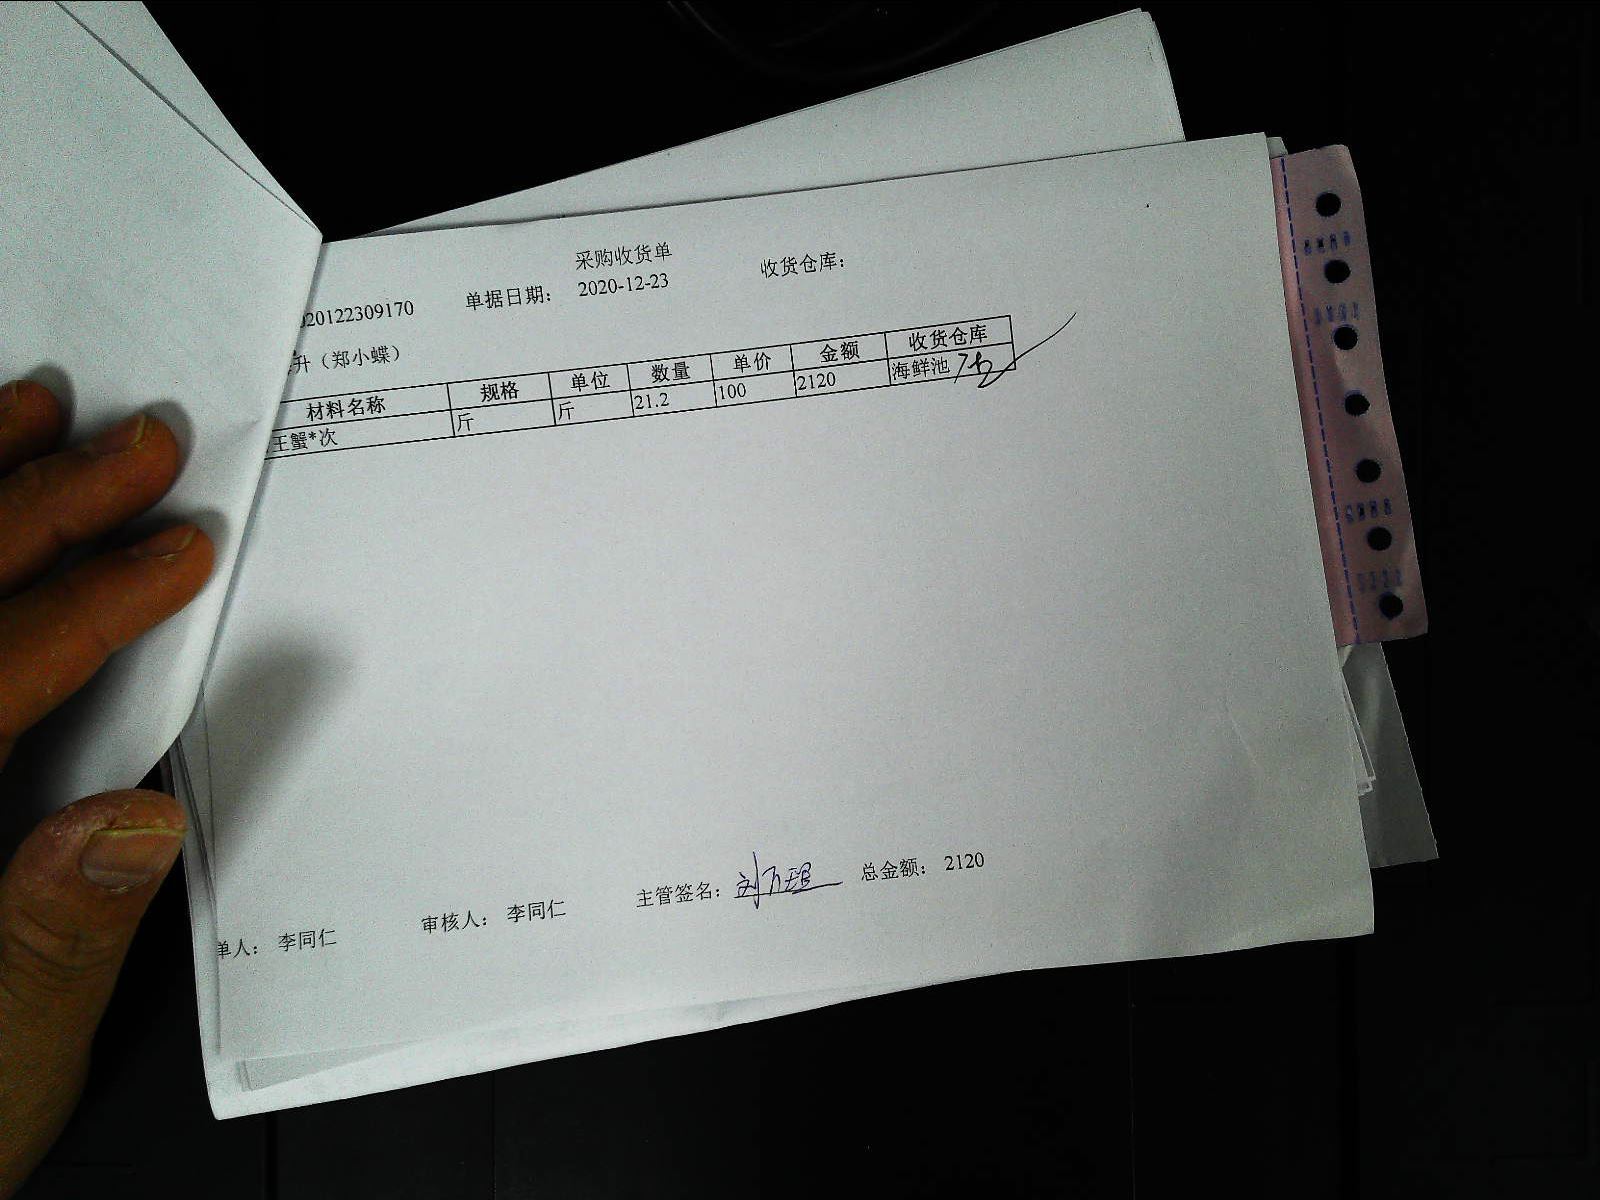 采购收货单
20122309170 单据日期： 2020-12-23 收货仓库：
升（郑小蝶）
材料名称 规格 单位 数量 单价 金额 收货仓库
王蟹*次 斤 斤 21.2 100 2120 海鲜池
单人： 李同仁 审核人： 李同仁 主管签名： 总金额： 2120